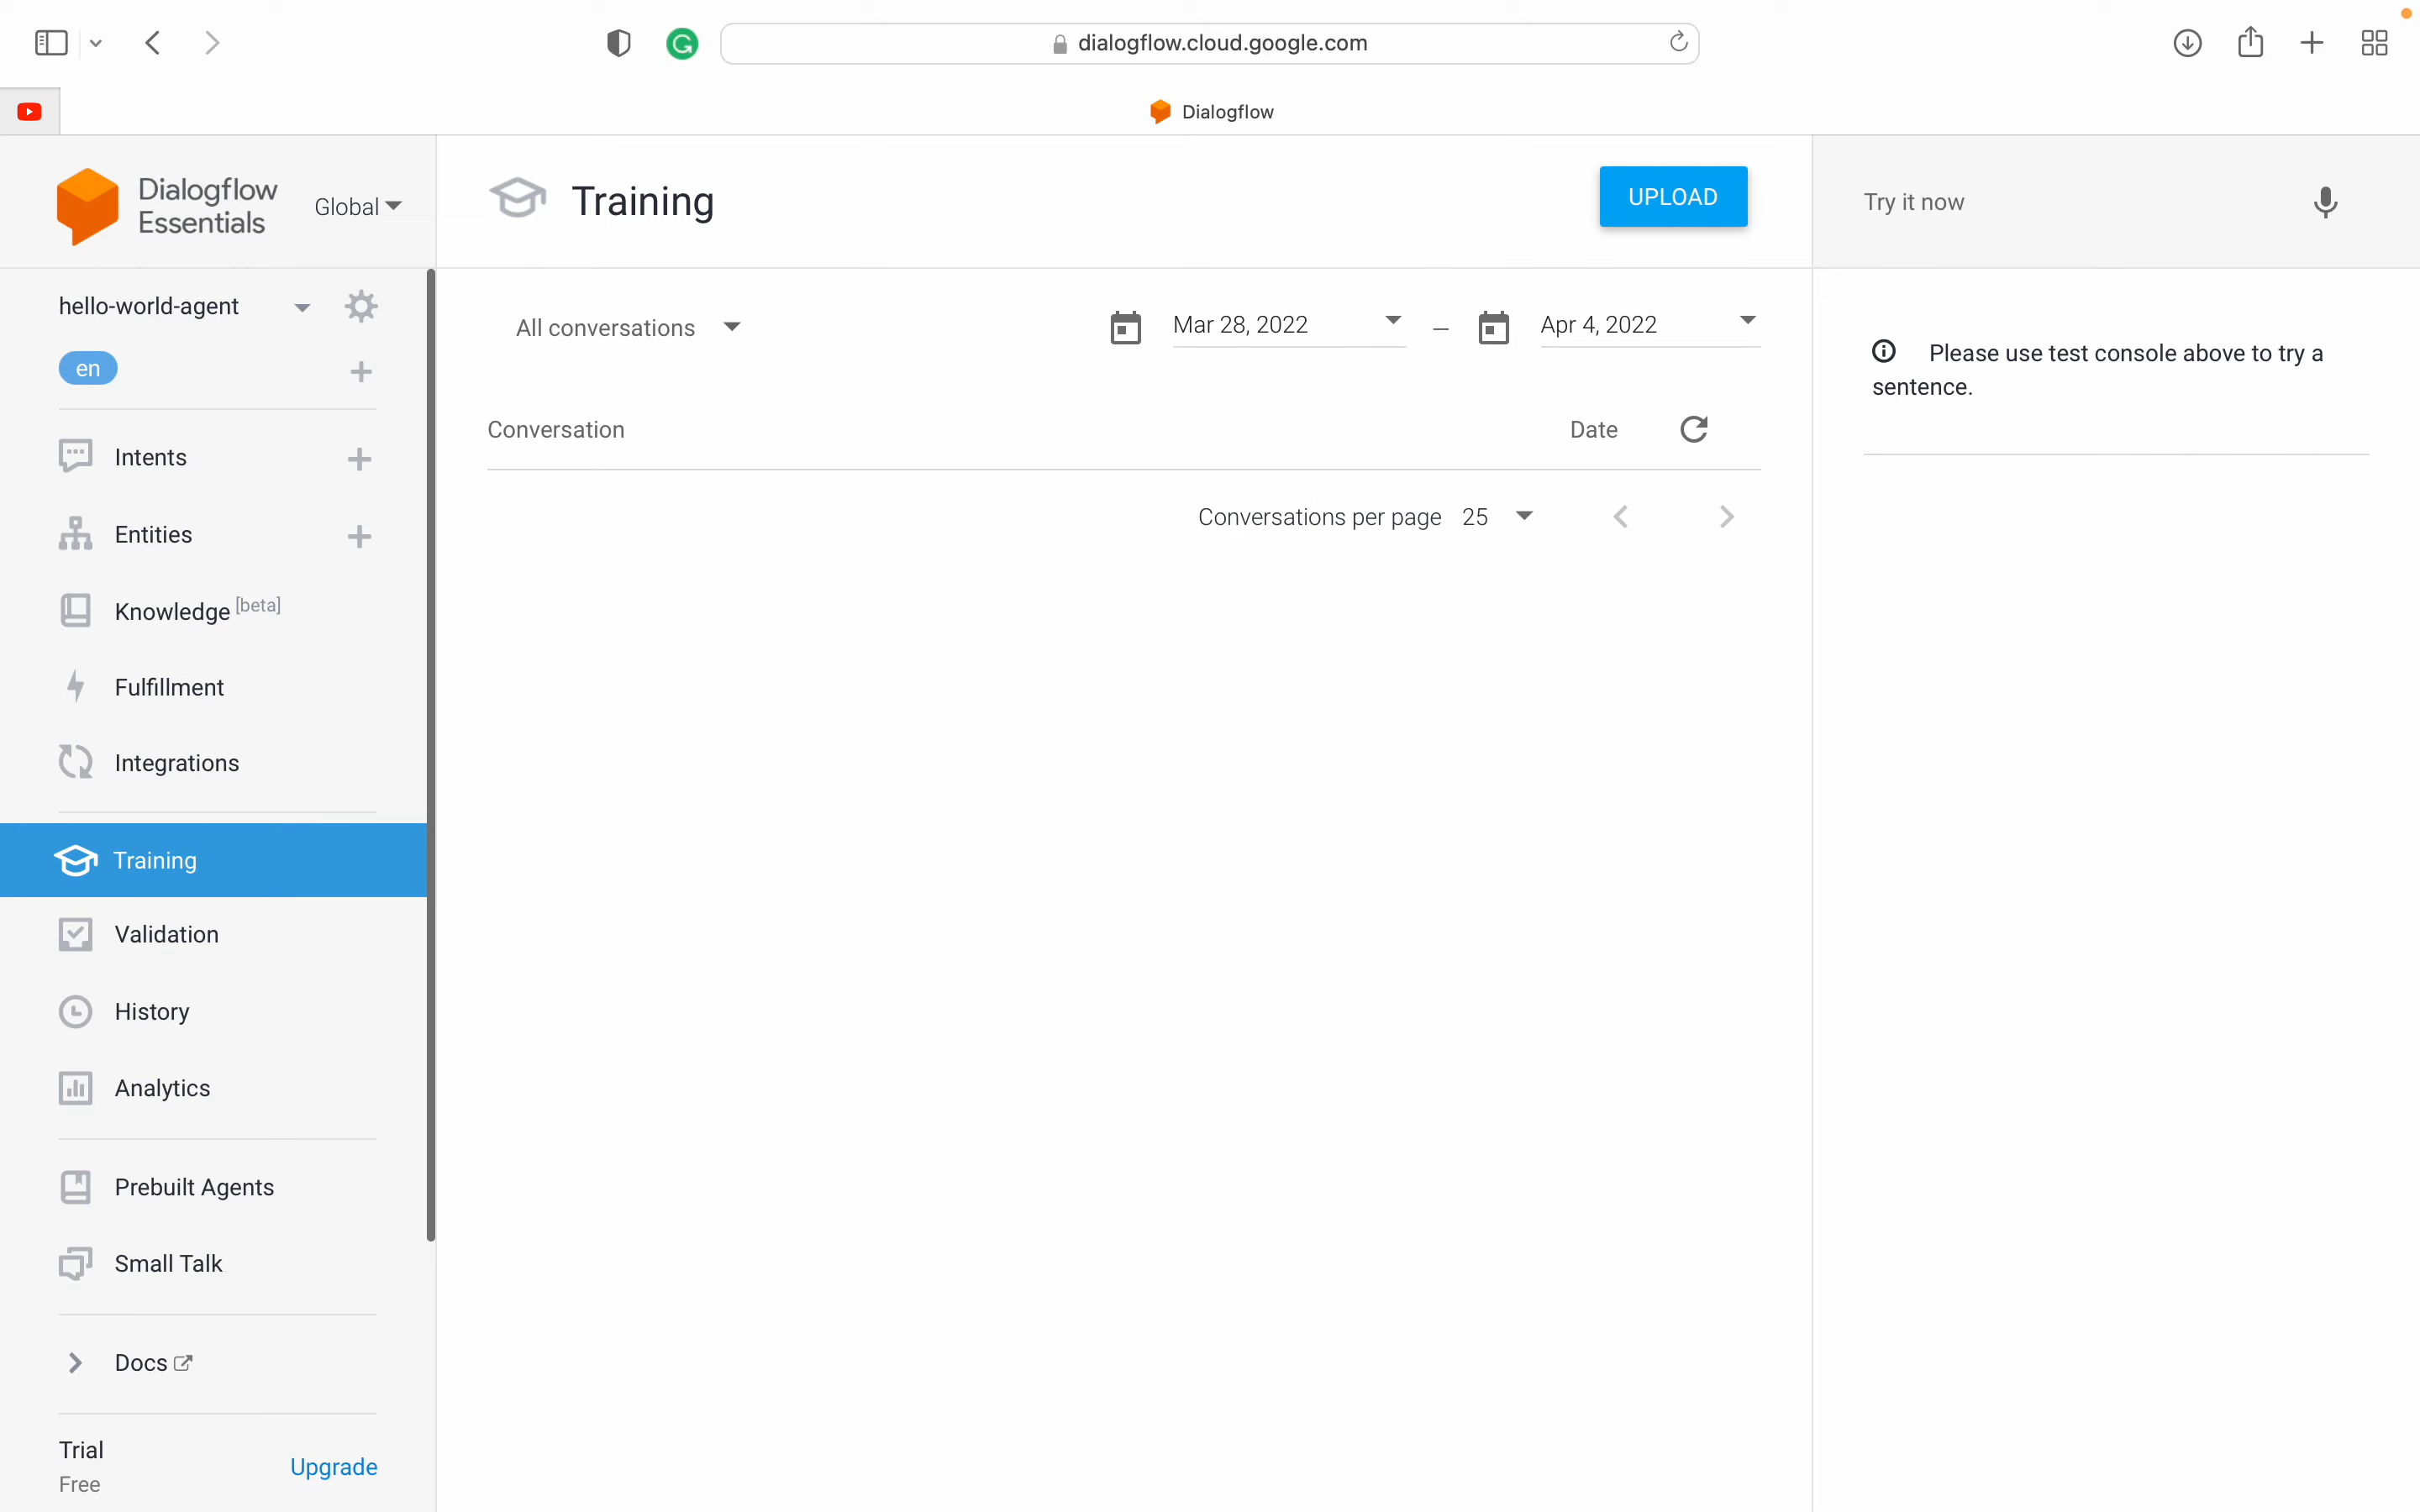 dialogflow.cloud.google.com
Dialogflow
Dialogflow
Essentials
Global
Training
UPLOAD
Try it now
hello-world-agent
en
All conversations
Mar 28, 2022
–
Apr 4, 2022
Please use test console above to try a
sentence.
Conversation
Date
Conversations per page 25
Intents
Entities
Knowledge [beta]
Fulfillment
Integrations
Training
Validation
History
Analytics
Prebuilt Agents
Small Talk
Docs
Trial
Free
Upgrade